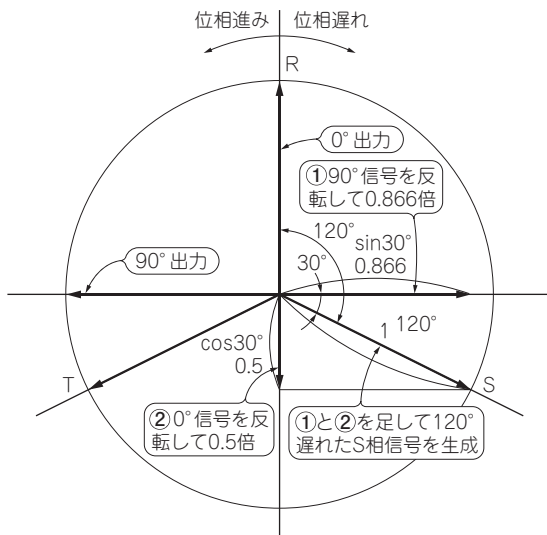 位相進み
位相遅れ
R
0°出力
①90°信号を反
転して0.866倍
120°
sin30°
0.866
30°
90°出力
1
120°
cos30°
0.5
T
S
②0°信号を反
転して0.5倍
①と②を足して120°
遅れたS相信号を生成